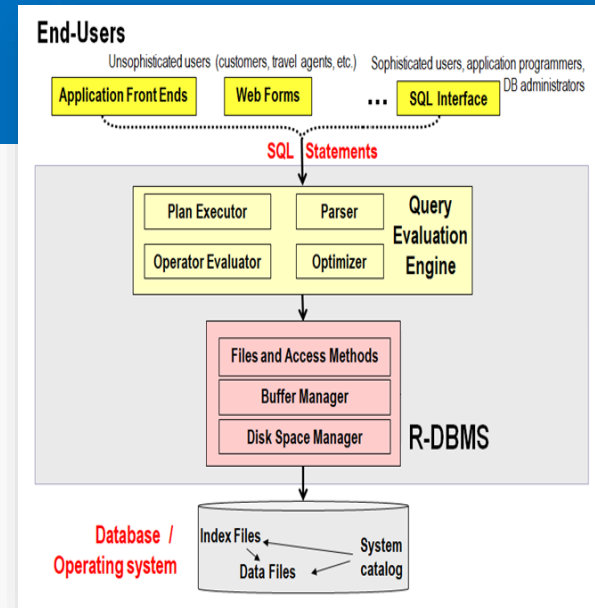 End-Users
Unsophisticated users (customers, travel agents, etc.)
Sophisticated users, application programmers,
DB administrators
Application Front Ends
Web Forms
...
SQL Interface
SQL Statements
Plan Executor
Parser
Operator Evaluator
Optimizer
Query
Evaluation
Engine
Files and Access Methods
Buffer Manager
Disk Space Manager
R-DBMS
Database /
Operating system
Index Files
Data Files
System
catalog